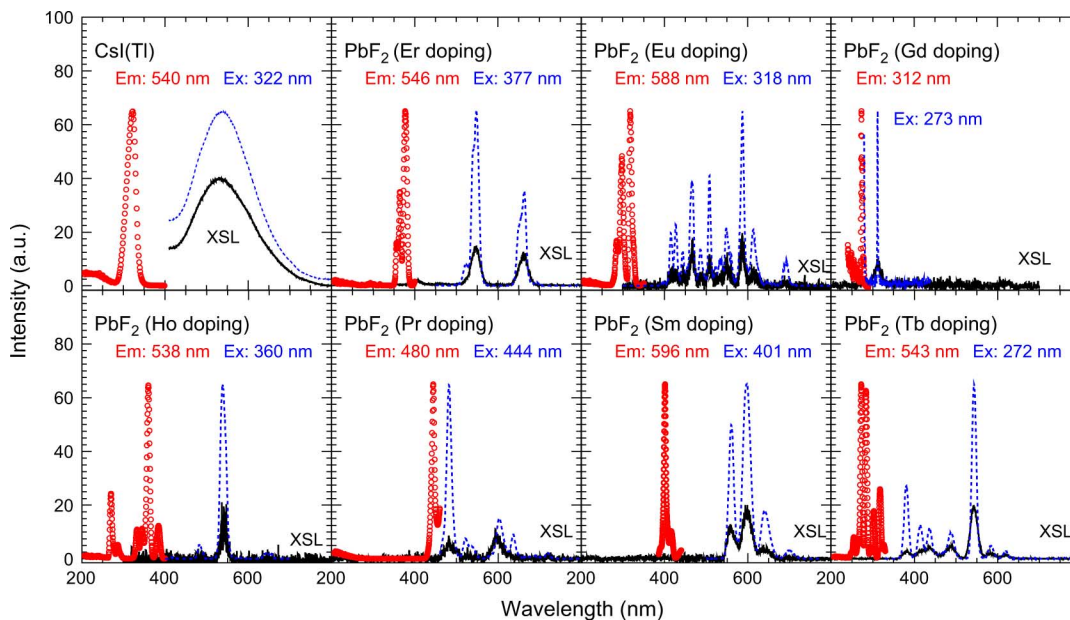 Intensity (a.u.)
100
80
60
40
20
0
CsI(Tl)
Em: 540 nm Ex: 322 nm
XSL
PbF2 (Er doping)
Em: 546 nm Ex: 377 nm
XSL
PbF2 (Eu doping)
Em: 588 nm Ex: 318 nm
XSL
PbF2 (Gd doping)
Em: 312 nm
Ex: 273 nm
XSL
80
60
40
20
0
PbF2 (Ho doping)
Em: 538 nm Ex: 360 nm
XSL
PbF2 (Pr doping)
Em: 480 nm Ex: 444 nm
XSL
PbF2 (Sm doping)
Em: 596 nm Ex: 401 nm
XSL
PbF2 (Tb doping)
Em: 543 nm Ex: 272 nm
XSL
200 400 600 200 400 600 200 400 600 200 400 600
Wavelength (nm)